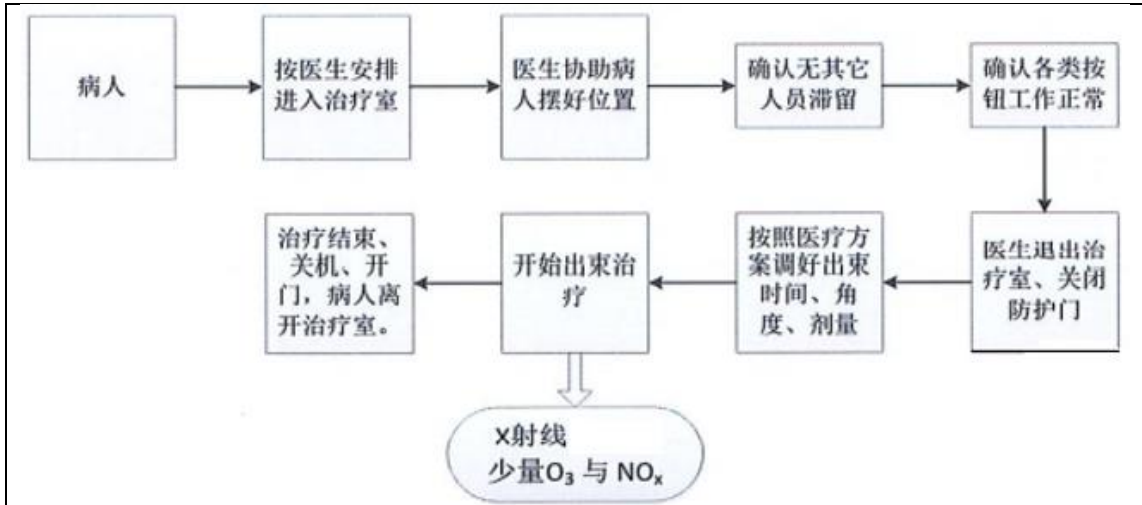 病人
按医生安排
进入治疗室
医生协助病
人摆好位置
确认无其它
人员滞留
确认各类按
钮工作正常
医生退出治
疗室、关闭
防护门
按照医疗方
案调好出束
时间、角
度、剂量
开始出束治
疗
治疗结束、
关机、开
门，病人离
开治疗室。
X射线
少量O₃ 与 NOₓ